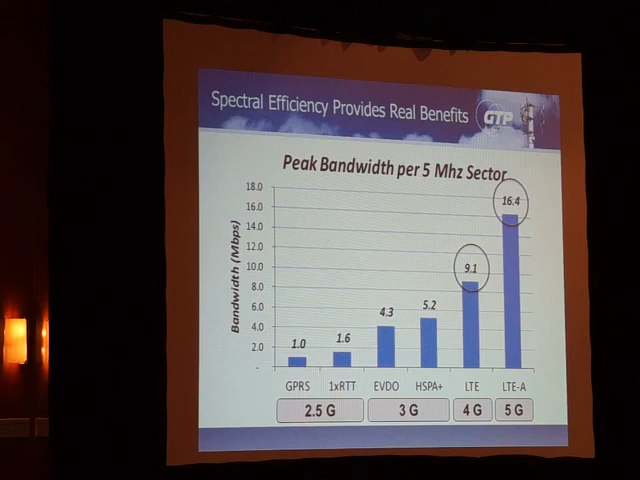 Spectral Efficiency Provides Real Benefits
GTP
Peak Bandwidth per 5 Mhz Sector
Bandwidth (Mbps)
18.0
16.0
14.0
12.0
10.0
8.0
6.0
4.0
2.0
-
1.0
1.6
4.3
5.2
9.1
16.4
GPRS 1xRTT EVDO HSPA+ LTE LTE-A
2.5 G 3 G 4 G 5 G